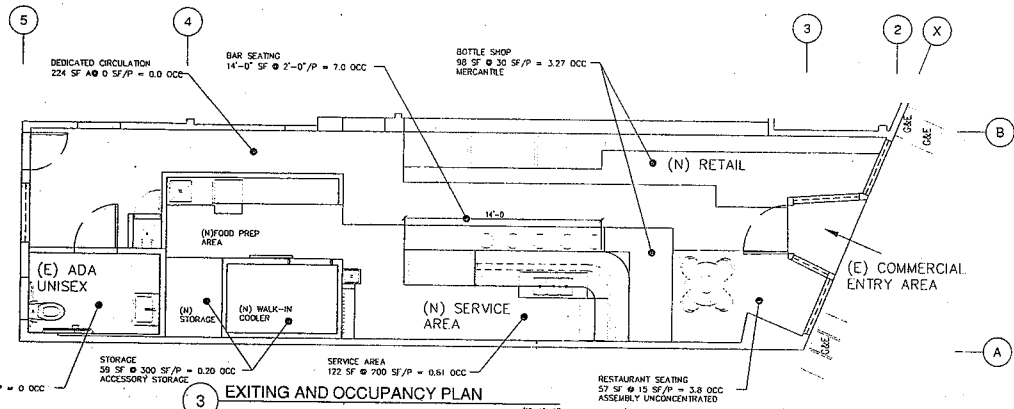 5
4
3
2
X
DEDICATED CIRCULATION
224 SF A@ 0 SF/P = 0.0 OCC
BAR SEATING
14'-0" SF @ 2'-0"/P = 7.0 OCC
BOTTLE SHOP
98 SF @ 30 SF/P = 3.27 OCC
MERCANTILE
G&E
G&E
B
(N) RETAIL
14'-0
(N)FOOD PREP
AREA
(E) ADA
UNISEX
(N)
STORAGE
(N) WALK-IN
COOLER
(N) SERVICE
AREA
(E) COMMERCIAL
ENTRY AREA
G&E
A
STORAGE
59 SF @ 300 SF/P = 0.20 OCC
ACCESSORY STORAGE
SERVICE AREA
122 SF @ 200 SF/P = 0.61 OCC
RESTAURANT SEATING
57 SF @ 15 SF/P = 3.8 OCC
ASSEMBLY UNCONCENTRATED
P = 0 OCC
3
EXITING AND OCCUPANCY PLAN